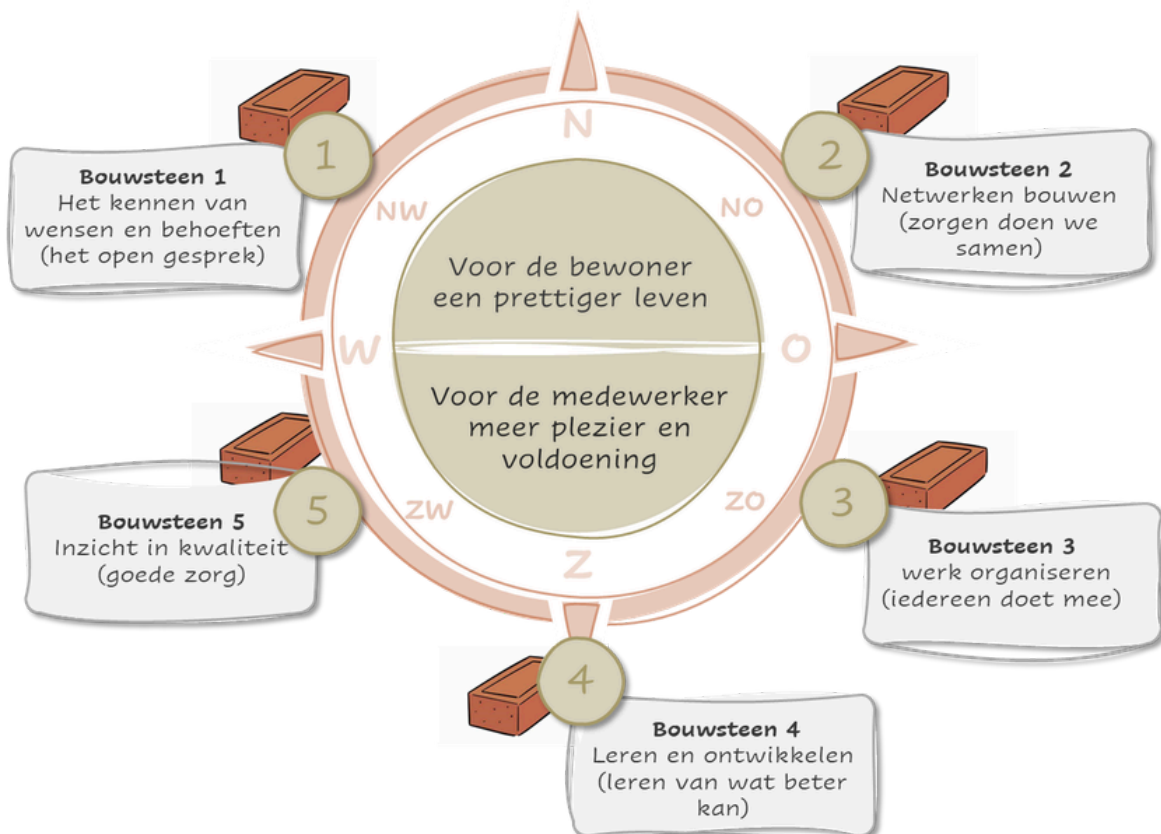 N
1
2
Bouwsteen 1
Het kennen van
wensen en behoeften
(het open gesprek)
Bouwsteen 2
Netwerken bouwen
(zorgen doen we
samen)
NW
NO
Voor de bewoner
een prettiger leven
W
O
Voor de medewerker
meer plezier en
voldoening
ZW
ZO
Z
5
3
Bouwsteen 5
Inzicht in kwaliteit
(goede zorg)
Bouwsteen 3
werk organiseren
(iedereen doet mee)
4
Bouwsteen 4
Leren en ontwikkelen
(leren van wat beter
kan)